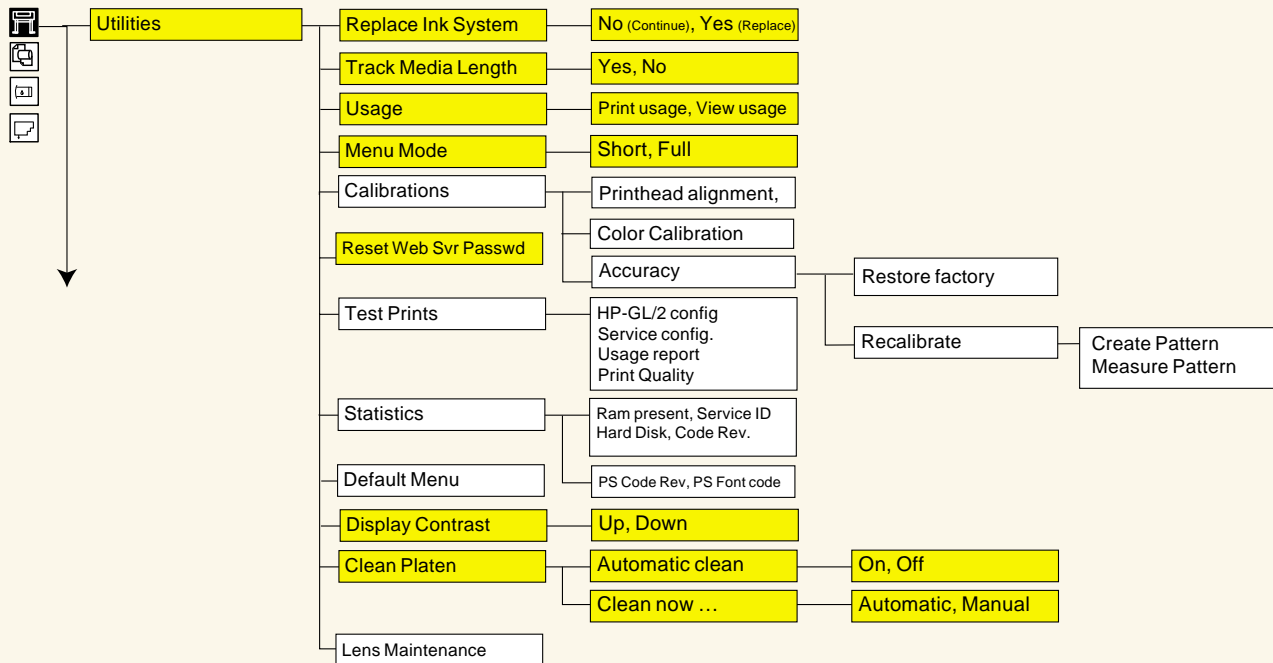 Utilities
Replace Ink System
No (Continue), Yes (Replace)
Track Media Length
Yes, No
Usage
Print usage, View usage
Menu Mode
Short, Full
Calibrations
Printhead alignment,
Color Calibration
Accuracy
Restore factory
Recalibrate
Create Pattern
Measure Pattern
Reset Web Svr Passwd
Test Prints
HP-GL/2 config
Service config.
Usage report
Print Quality
Statistics
Ram present, Service ID
Hard Disk, Code Rev.
PS Code Rev, PS Font code
Default Menu
Display Contrast
Up, Down
Clean Platen
Automatic clean
On, Off
Clean now …
Automatic, Manual
Lens Maintenance